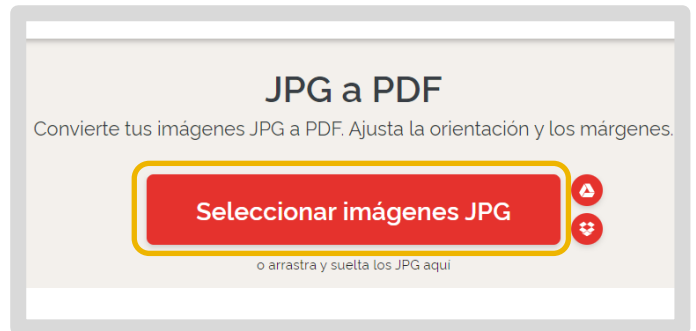 JPG a PDF
Convierte tus imágenes JPG a PDF. Ajusta la orientación y los márgenes.
Seleccionar imágenes JPG
o arrastra y suelta los JPG aquí